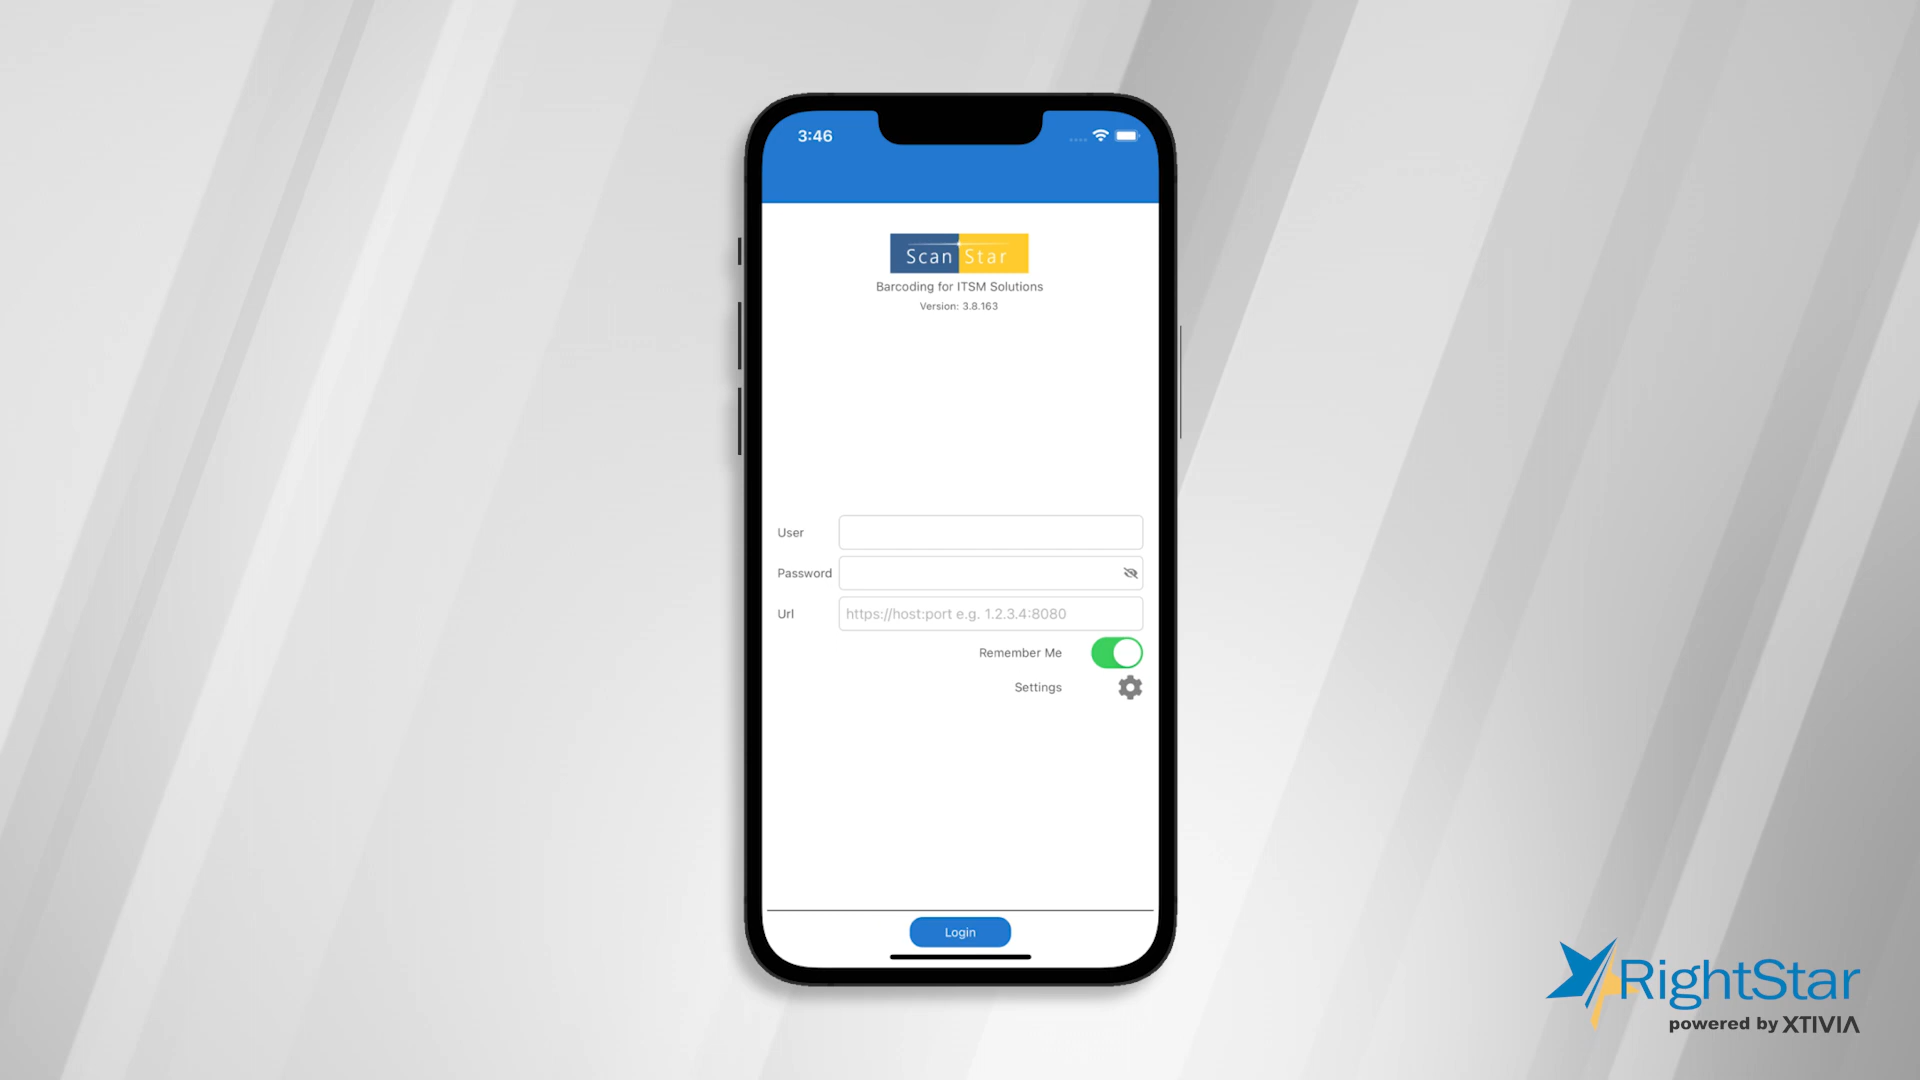 3:46
Scan Star
Barcoding for ITSM Solutions
Version: 3.8.163
User
Password
Url https://host:port e.g. 1.2.3.4:8080
Remember Me
Settings
Login
RightStar
powered by XTIVIA